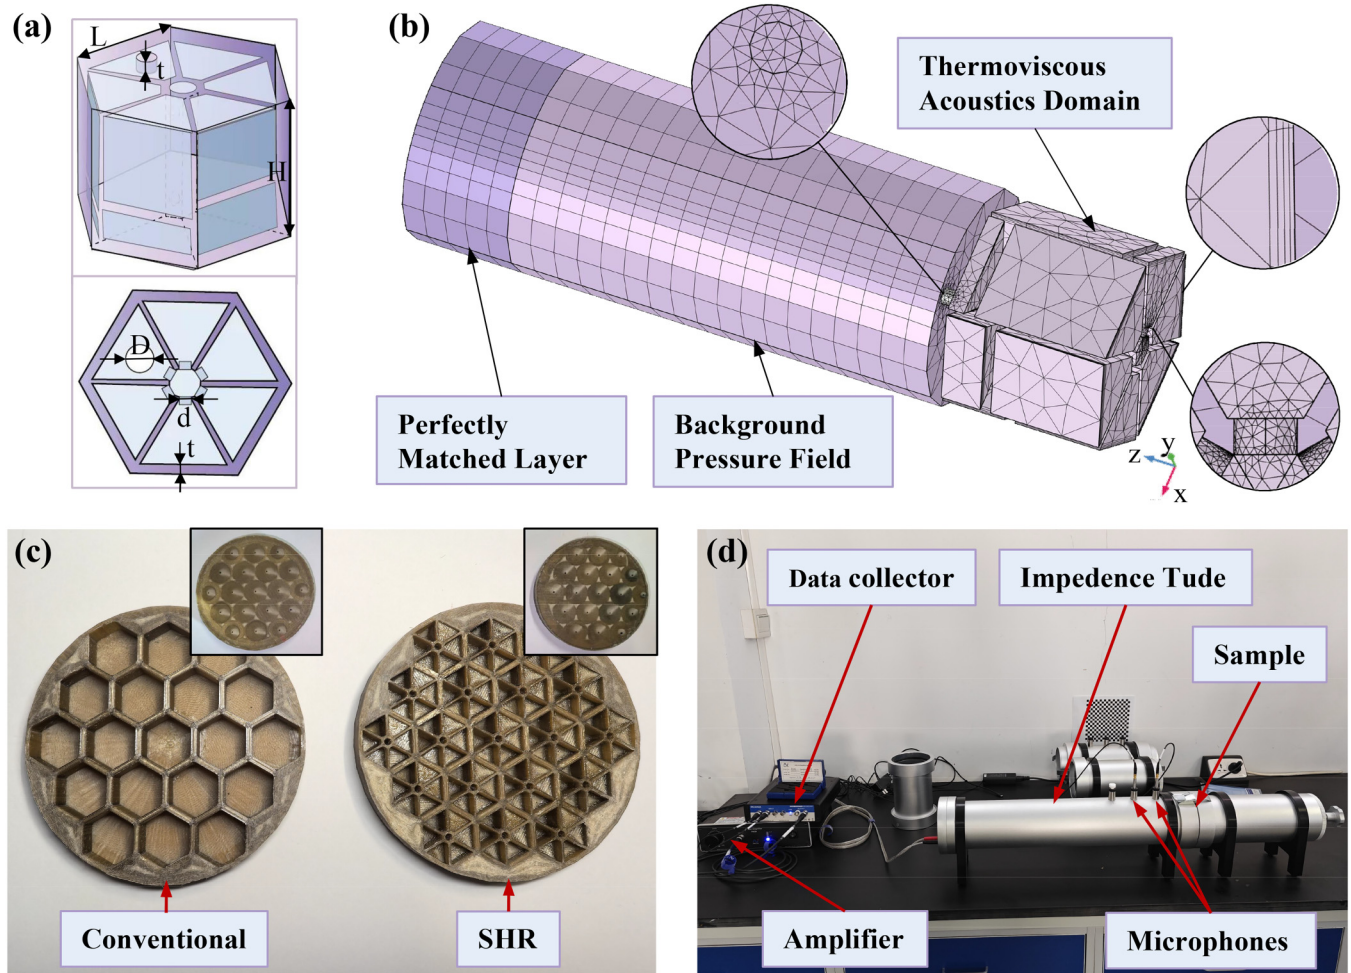 (a)
L
t
H
D
d
t
(b)
Thermoviscous
Acoustics Domain
Perfectly
Matched Layer
Background
Pressure Field
z
y
x
(c)
Conventional
SHR
(d)
Data collector
Impedence Tude
Sample
Amplifier
Microphones